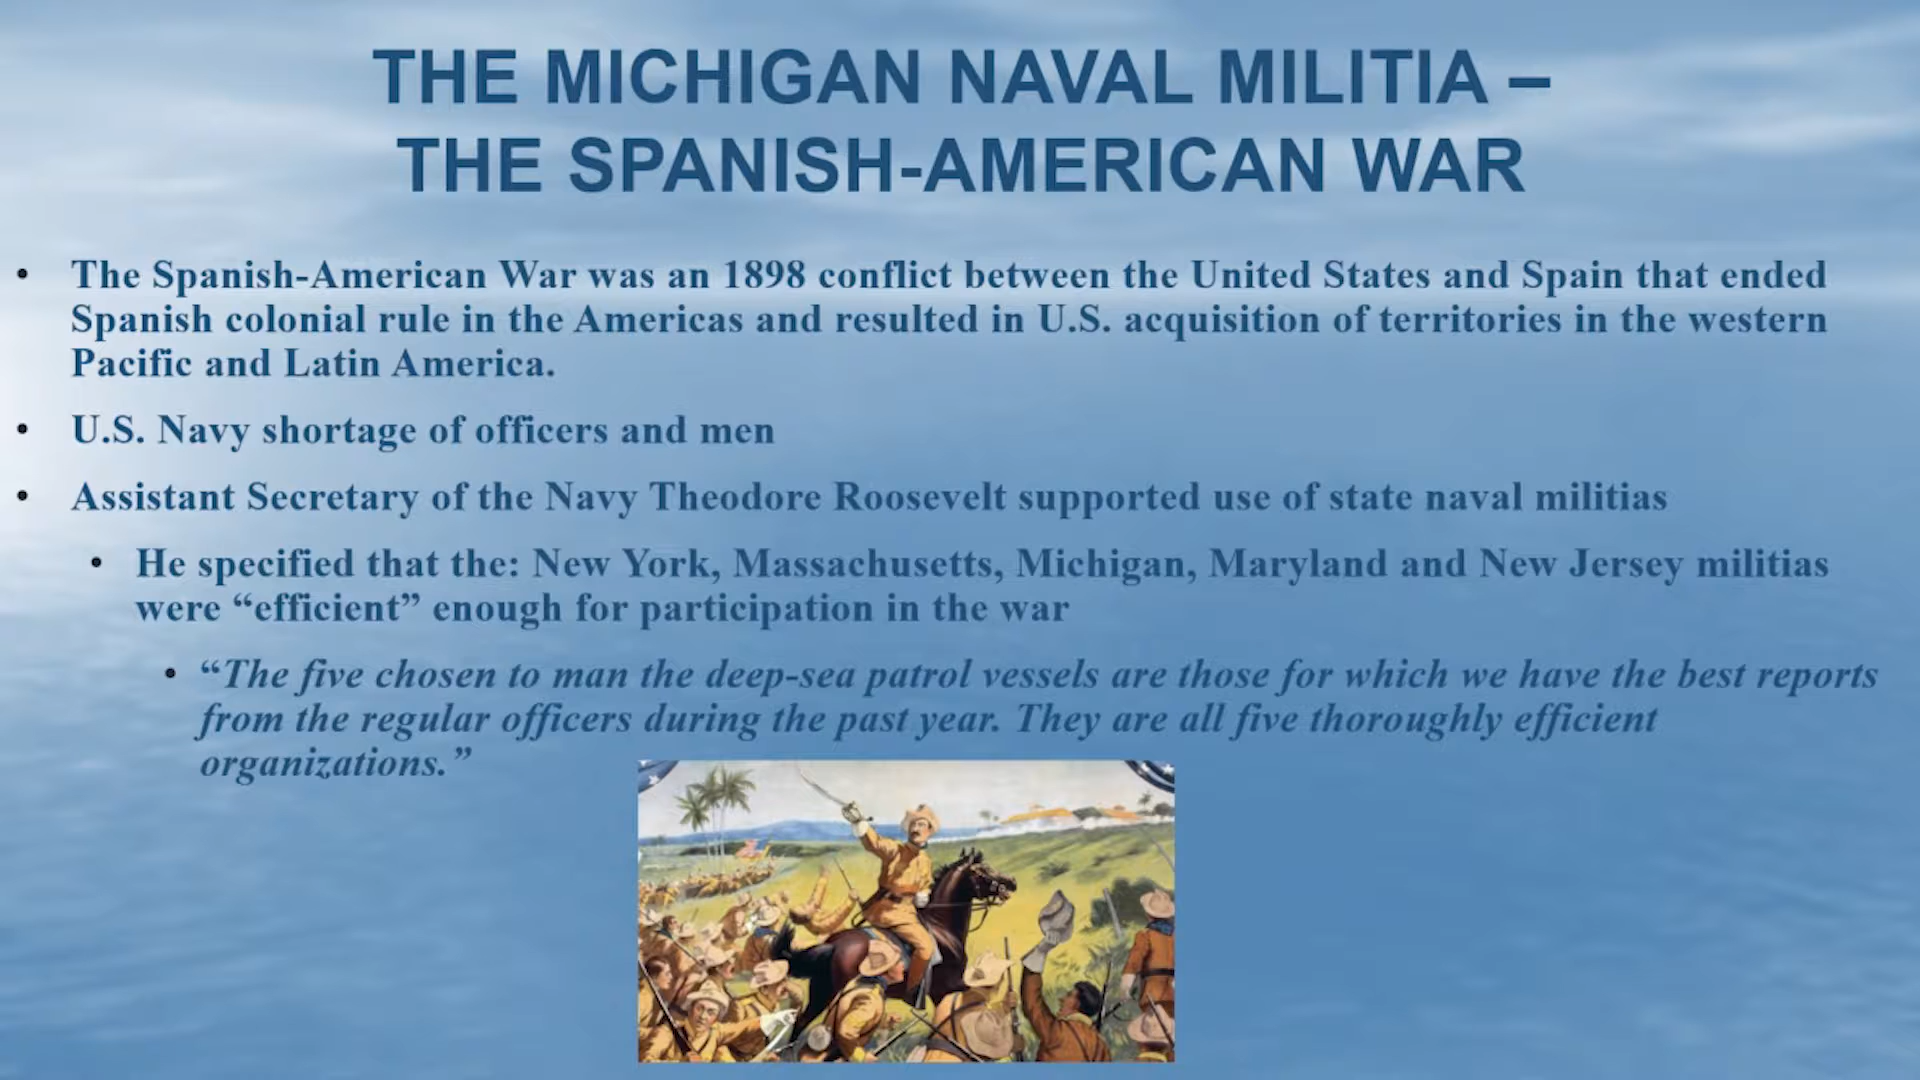 THE MICHIGAN NAVAL MILITIA –
THE SPANISH-AMERICAN WAR
• The Spanish-American War was an 1898 conflict between the United States and Spain that ended
Spanish colonial rule in the Americas and resulted in U.S. acquisition of territories in the western
Pacific and Latin America.
• U.S. Navy shortage of officers and men
• Assistant Secretary of the Navy Theodore Roosevelt supported use of state naval militias
• He specified that the: New York, Massachusetts, Michigan, Maryland and New Jersey militias
were “efficient” enough for participation in the war
• “The five chosen to man the deep-sea patrol vessels are those for which we have the best reports
from the regular officers during the past year. They are all five thoroughly efficient
organizations.”